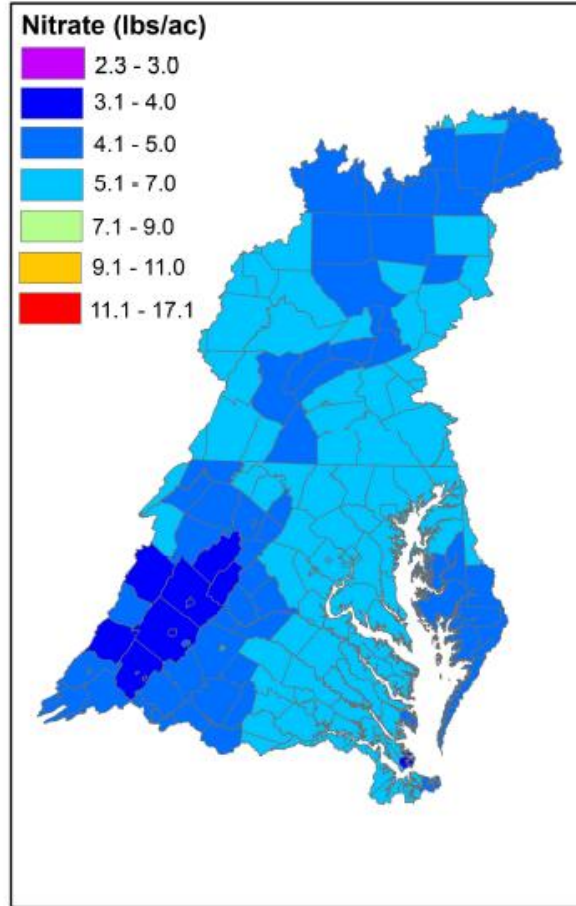 Nitrate (lbs/ac)
2.3 - 3.0
3.1 - 4.0
4.1 - 5.0
5.1 - 7.0
7.1 - 9.0
9.1 - 11.0
11.1 - 17.1